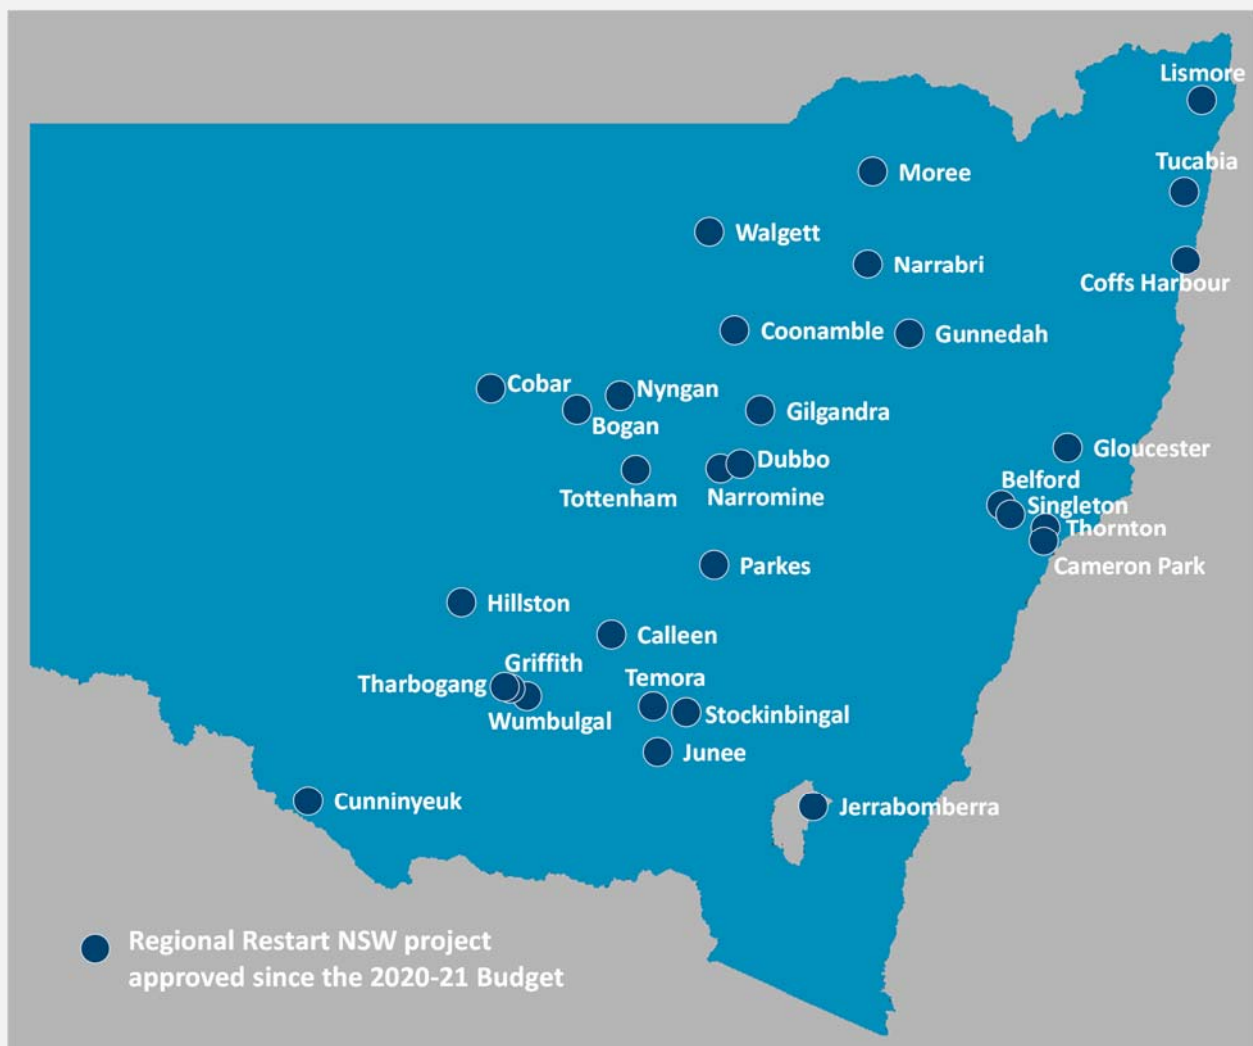 Lismore
Tucabia
Moree
Walgett
Narrabri
Coffs Harbour
Coonamble
Gunnedah
Cobar
Nyngan
Gilgandra
Bogan
Gloucester
Dubbo
Belford
Tottenham
Narromine
Singleton
Thornton
Parkes
Cameron Park
Hillston
Calleen
Griffith
Temora
Tharbogang
Stockinbingal
Wumbulgal
Junee
Cunninyeuk
Jerrabomberra
Regional Restart NSW project
approved since the 2020-21 Budget